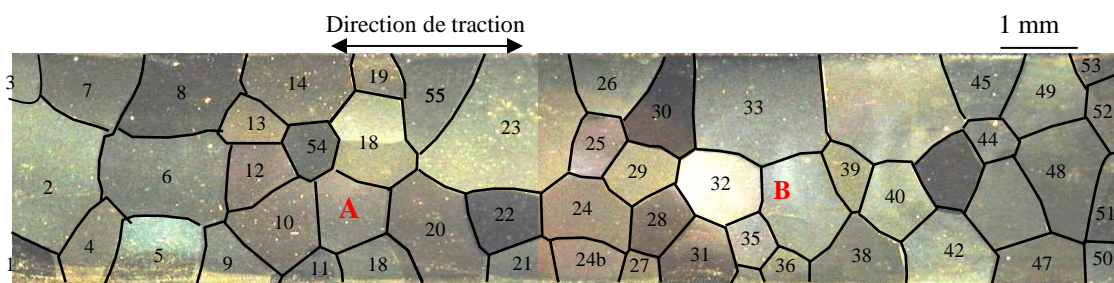 Direction de traction
1 mm
3 7 8 14 19 55 23 26 30 33 45 49 53
13 54 18 25 29 39 44 52
2 6 12 10 A 20 22 24 28 32 B 40 48 51
1 4 5 9 11 18 21 24b 27 31 35 36 38 42 47 50